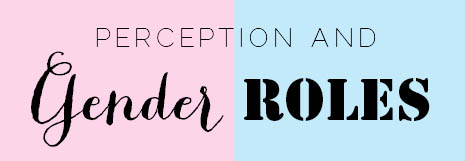 PERCEPTION AND
Gender ROLES